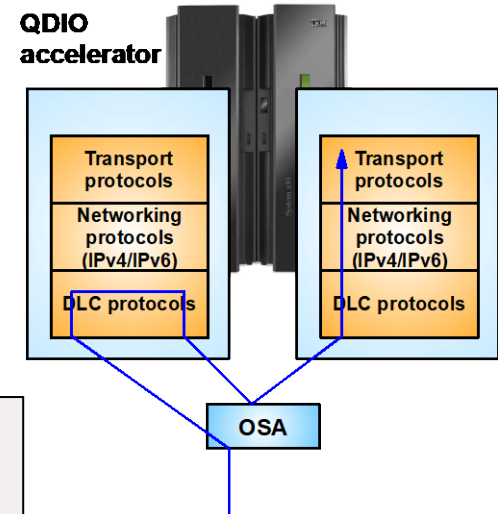 QDIO
accelerator
IBM
Transport
protocols
Networking
protocols
(IPv4/IPv6)
DLC protocols
Transport
protocols
Networking
protocols
(IPv4/IPv6)
DLC protocols
OSA